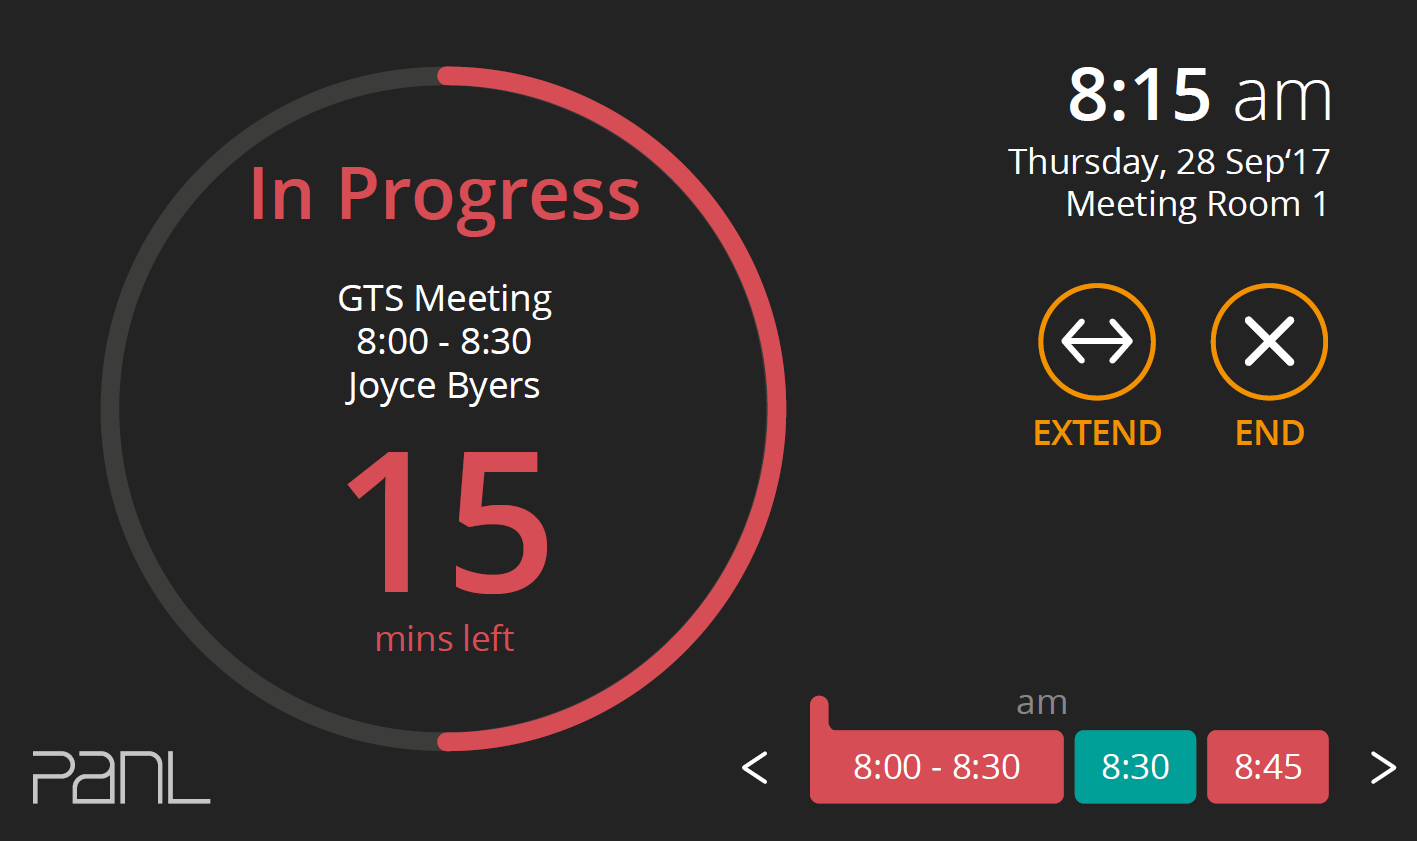 In Progress
GTS Meeting
8:00 - 8:30
Joyce Byers
15
mins left
8:15 am
Thursday, 28 Sep‘17
Meeting Room 1
EXTEND
END
am
< 8:00 - 8:30 8:30 8:45 >
PanL